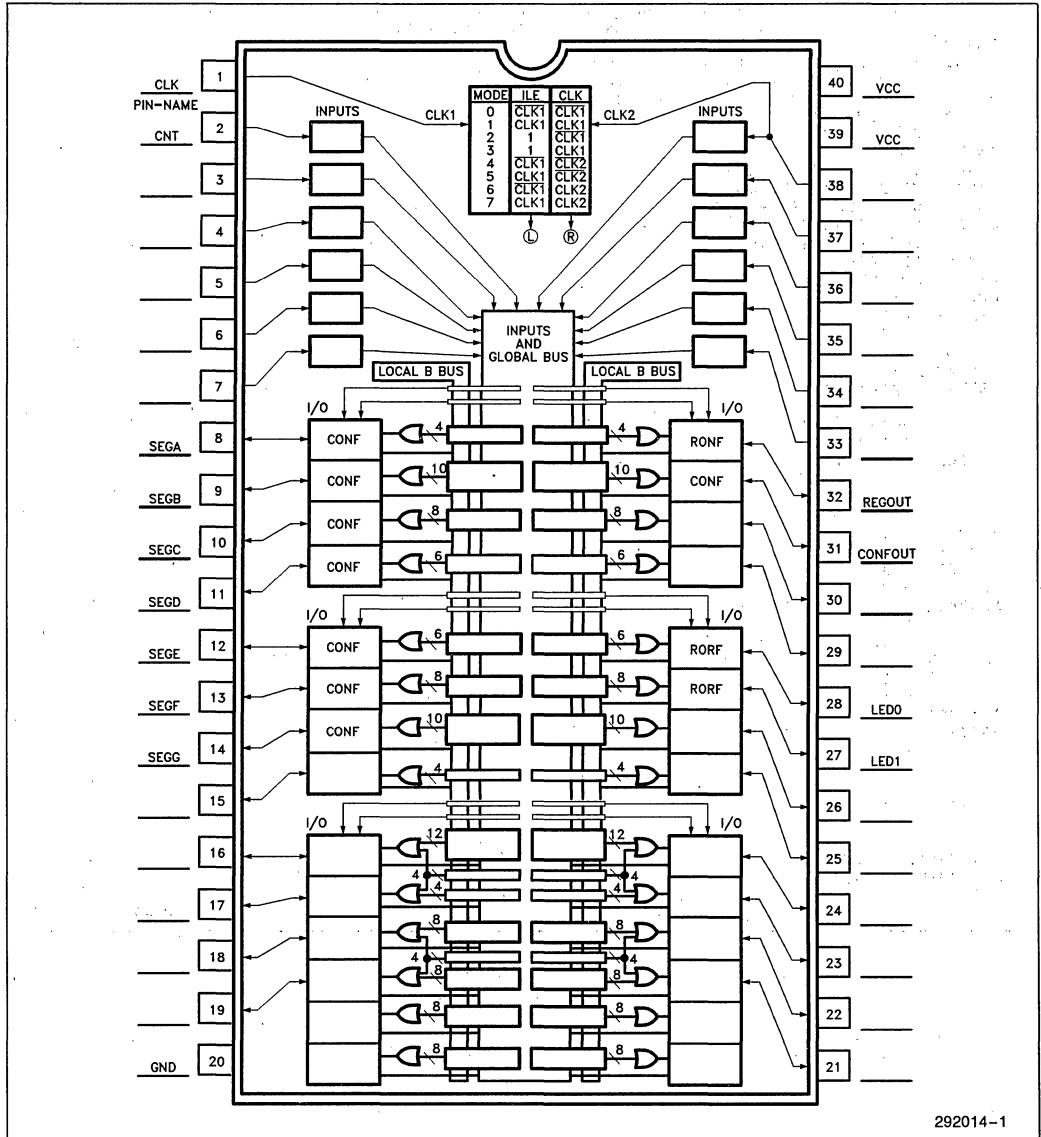 1
CLK
PIN-NAME
2
CNT
3
4
5
6
7
8
SEGA
9
SEGB
10
SEGC
11
SEGD
12
SEGE
13
SEGF
14
SEGG
15
16
17
18
19
20
GND
INPUTS
CLK1
MODE ILE CLK
0 CLK1 CLK1
1 CLK1 CLK1
2 1 CLK1
3 1 CLK1
4 CLK1 CLK2
5 CLK1 CLK2
6 CLK1 CLK2
7 CLK1 CLK2
L R
CLK2
INPUTS
INPUTS
AND
GLOBAL BUS
LOCAL B BUS
LOCAL B BUS
I/O
CONF 4
CONF 10
CONF 8
CONF 6
I/O
CONF 6
CONF 8
CONF 10
4
I/O
12
4
4
8
4
8
8
8
I/O
4 RONF
10 CONF
8
6
I/O
6 RORF
8 RORF
10
4
I/O
12
4
4
8
4
8
8
8
40
VCC
39
VCC
38
37
36
35
34
33
32
REGOUT
31
CONFOUT
30
29
28
LED0
27
LED1
26
25
24
23
22
21
292014-1